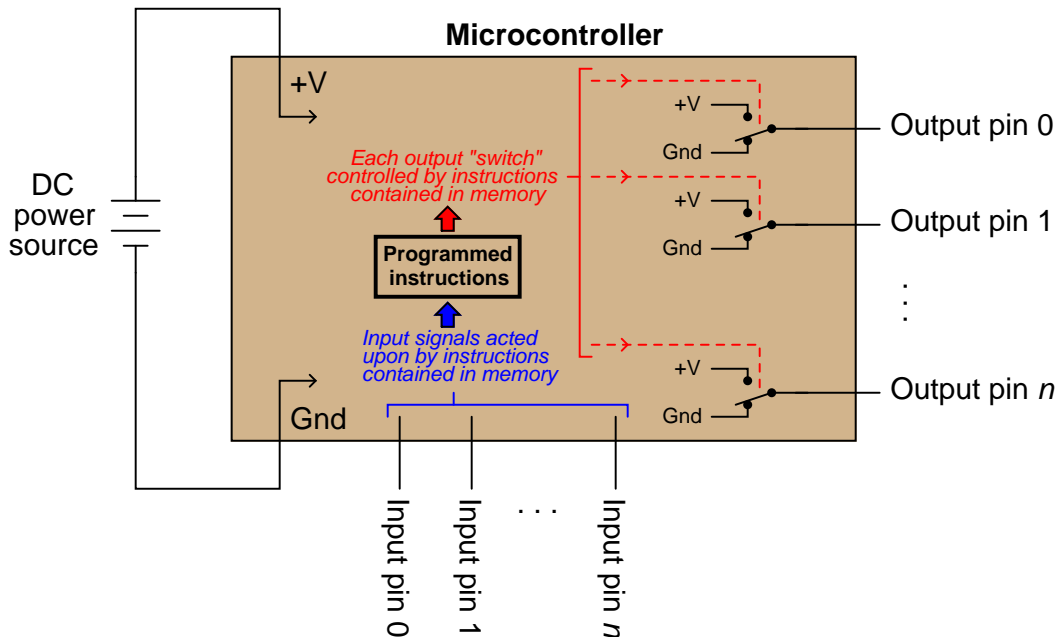 Microcontroller
+V
+V
Gnd
Output pin 0
Each output "switch"
controlled by instructions
contained in memory
DC
power
source
+V
Gnd
Output pin 1
Programmed
instructions
. . .
Input signals acted
upon by instructions
contained in memory
+V
Gnd
Output pin n
Gnd
Input pin 0
Input pin 1
. . .
Input pin n